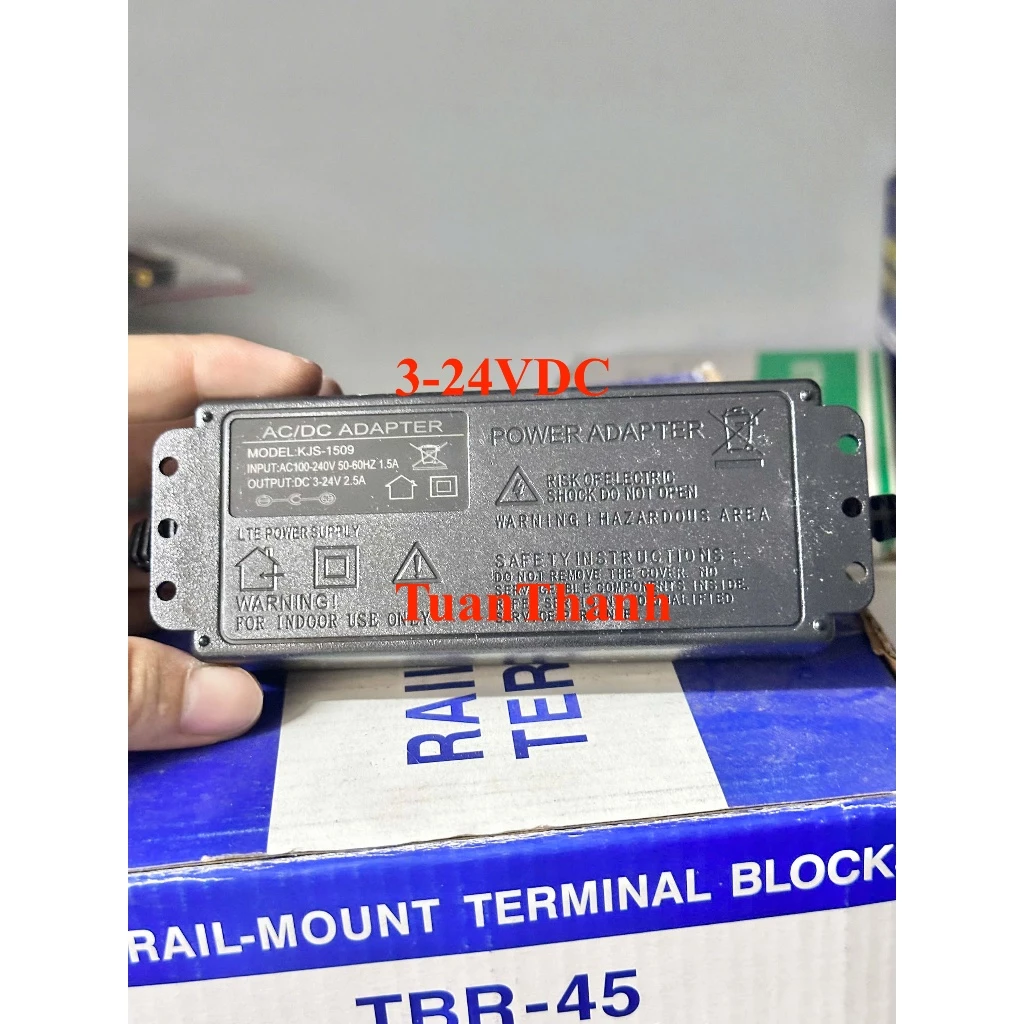 3-24VDC
AC/DC ADAPTER
MODEL:KJS-1509
INPUT:AC100-240V 50-60HZ 1.5A
OUTPUT:DC 3-24V 2.5A
LTE POWER SUPPLY
WARNING!
FOR INDOOR USE ONLY
POWER ADAPTER
RISK OF ELECTRIC
SHOCK DO NOT OPEN
WARNING! HAZARDOUS AREA
SAFETY INSTRUCTIONS:
DO NOT REMOVE THE COVER. NO
COMPONENTS INSIDE.
TuanThanh
RAIL
TER
RAIL-MOUNT TERMINAL BLOCK
TBR-45